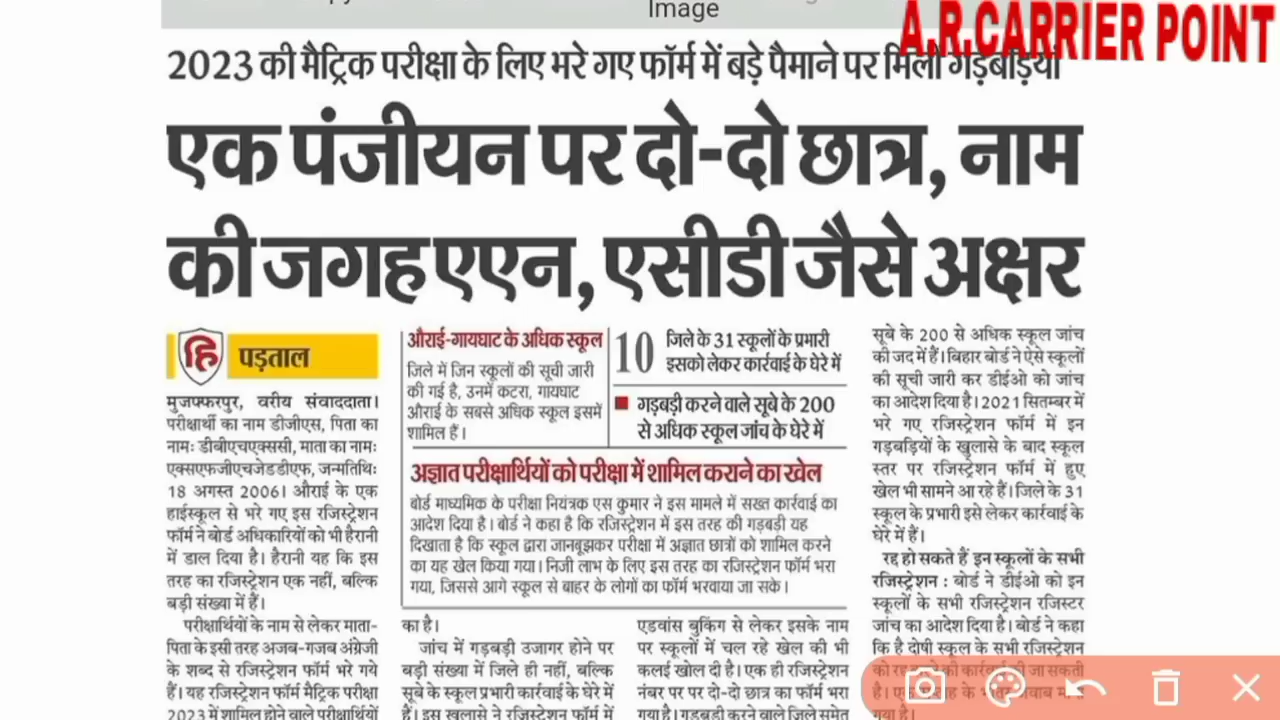 Image
A.R.CARRIER POINT
2023 की मैट्रिक परीक्षा के लिए भरे गए फॉर्म में बड़े पैमाने पर मिली गड़बड़ियां
एक पंजीयन पर दो-दो छात्र, नाम
की जगह एएन, एसीडी जैसे अक्षर
हि पड़ताल
मुजफ्फरपुर, वरीय संवाददाता।
परीक्षार्थी का नाम डीजीएस, पिता का
नामः डीबीएचएक्ससी, माता का नामः
एक्सएफजीएचजेडडीएफ, जन्मतिथिः
18 अगस्त 2006। औराई के एक
हाईस्कूल से भरे गए इस रजिस्ट्रेशन
फॉर्म ने बोर्ड अधिकारियों को भी हैरानी
में डाल दिया है। हैरानी यह कि इस
तरह का रजिस्ट्रेशन एक नहीं, बल्कि
बड़ी संख्या में हैं।
परीक्षार्थियों के नाम से लेकर माता-
पिता के इसी तरह अजब-गजब अंग्रेजी
के शब्द से रजिस्ट्रेशन फॉर्म भरे गये
हैं। यह रजिस्ट्रेशन फॉर्म मैट्रिक परीक्षा
2023 में शामिल होने वाले परीक्षार्थियों
औराई-गायघाट के अधिक स्कूल
जिले में जिन स्कूलों की सूची जारी
की गई है, उनमें कटरा, गायघाट
औराई के सबसे अधिक स्कूल इसमें
शामिल हैं।
10 जिले के 31 स्कूलों के प्रभारी
इसको लेकर कार्रवाई के घेरे में
गड़बड़ी करने वाले सूबे के 200
से अधिक स्कूल जांच के घेरे में
अज्ञात परीक्षार्थियों को परीक्षा में शामिल कराने का खेल
बोर्ड माध्यमिक के परीक्षा नियंत्रक एस कुमार ने इस मामले में सख्त कार्रवाई का
आदेश दिया है। बोर्ड ने कहा है कि रजिस्ट्रेशन में इस तरह की गड़बड़ी यह
दिखाता है कि स्कूल द्वारा जानबूझकर परीक्षा में अज्ञात छात्रों को शामिल करने
का यह खेल किया गया। निजी लाभ के लिए इस तरह का रजिस्ट्रेशन फॉर्म भरा
गया, जिससे आगे स्कूल से बाहर के लोगों का फॉर्म भरवाया जा सके।
का है।
जांच में गड़बड़ी उजागर होने पर
बड़ी संख्या में जिले ही नहीं, बल्कि
सूबे के स्कूल प्रभारी कार्रवाई के घेरे में
हैं। इस खुलासे ने रजिस्ट्रेशन फॉर्म में
एडवांस बुकिंग से लेकर इसके नाम
पर स्कूलों में चल रहे खेल की भी
कलई खोल दी है। एक ही रजिस्ट्रेशन
नंबर पर पर दो-दो छात्र का फॉर्म भरा
गया है। गड़बड़ी करने वाले जिले समेत
सूबे के 200 से अधिक स्कूल जांच
की जद में हैं। बिहार बोर्ड ने ऐसे स्कूलों
की सूची जारी कर डीईओ को जांच
का आदेश दिया है। 2021 सितम्बर में
भरे गए रजिस्ट्रेशन फॉर्म में इन
गड़बड़ियों के खुलासे के बाद स्कूल
स्तर पर रजिस्ट्रेशन फॉर्म में हुए
खेल भी सामने आ रहे हैं। जिले के 31
स्कूल के प्रभारी इसे लेकर कार्रवाई के
घेरे में हैं।
रद्द हो सकते हैं इन स्कूलों के सभी
रजिस्ट्रेशन : बोर्ड ने डीईओ को इन
स्कूलों के सभी रजिस्ट्रेशन रजिस्टर
जांच का आदेश दिया है। बोर्ड ने कहा
कि है दोषी स्कूल के सभी रजिस्ट्रेशन
को की कार्रवाई की जा सकती
है।
गया है।